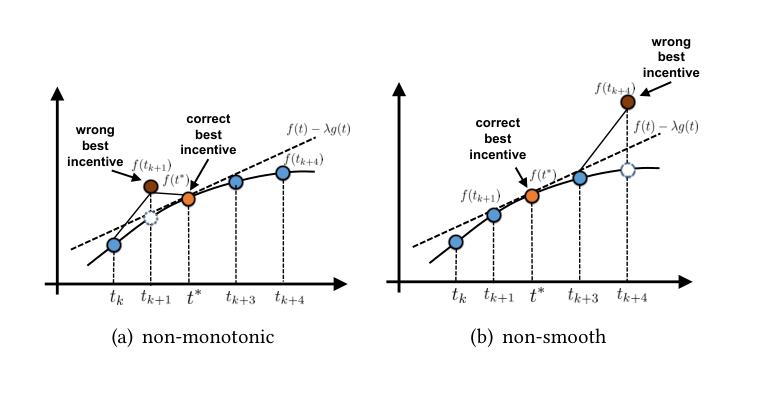 wrong
best
incentive
correct
best
incentive
f(t) − λg(t)
f(t_{k+1})
f(t*)
f(t_{k+4})
t_k
t_{k+1}
t*
t_{k+3}
t_{k+4}
(a) non-monotonic
wrong
best
incentive
f(t_{k+4})
correct
best
incentive
f(t) − λg(t)
f(t*)
f(t_{k+1})
t_k
t_{k+1}
t*
t_{k+3}
t_{k+4}
(b) non-smooth